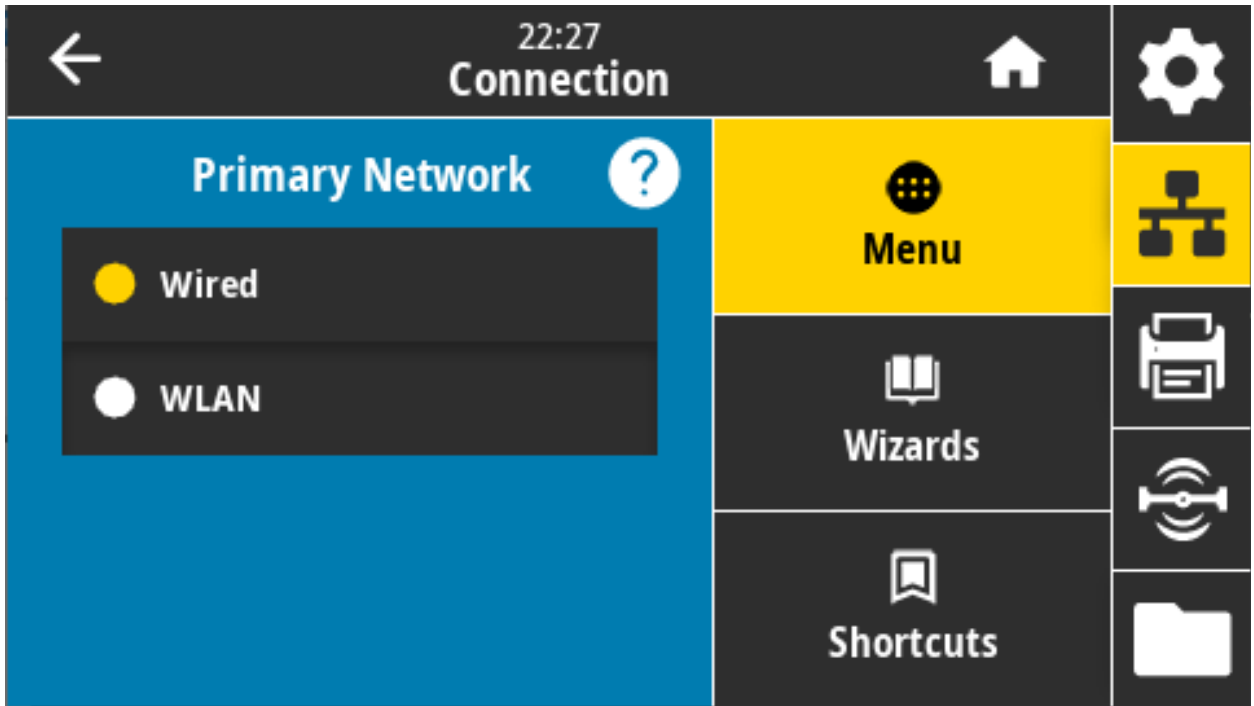 22:27
Connection
Primary Network
?
Wired
WLAN
Menu
Wizards
Shortcuts